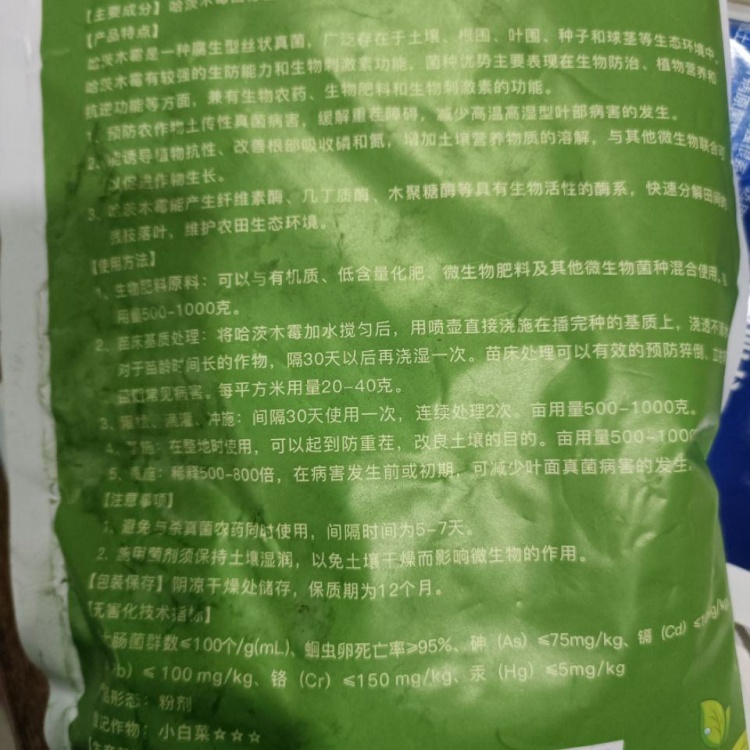 【主要成分】哈茨木霉菌
【产品特点】
哈茨木霉是一种腐生型丝状真菌，广泛存在于土壤、根围、叶围、种子和球茎等生态环境中。
哈茨木霉有较强的生防能力和生物刺激素功能。菌种优势主要表现在生物防治、植物营养和
抗逆功能等方面，兼有生物农药、生物肥料和生物刺激素的功能。
预防农作物土传性真菌病害，缓解重茬障碍，减少高温高湿型叶部病害的发生。
2、能诱导植物抗性、改善根部吸收磷和氮，增加土壤营养物质的溶解，与其他微生物联合可
以促进作物生长。
3、哈茨木霉能产生纤维素酶、几丁质酶、木聚糖酶等具有生物活性的酶系，快速分解田间的
残枝落叶，维护农田生态环境。
【使用方法】
1、生物肥料原料：可以与有机质、低含量化肥、微生物肥料及其他微生物菌种混合使用。
用量500-1000克。
2、苗床基质处理：将哈茨木霉加水搅匀后，用喷壶直接浇施在播完种的基质上，浇透
对于苗龄时间长的作物，隔30天以后再浇湿一次。苗床处理可以有效的预防猝倒、
常见病害。每平方米用量20-40克。
3、滴灌、冲施：间隔30天使用一次，连续处理2次。亩用量500-1000克。
4、施：在整地时使用，可以起到防重茬，改良土壤的目的。亩用量500-1000
5、施：稀释500-800倍，在病害发生前或初期，可减少叶面真菌病害的发生。
【注意事项】
1、避免与杀真菌农药同时使用，间隔时间为5-7天。
2、施用菌剂须保持土壤湿润，以免土壤干燥而影响微生物的作用。
【包装保存】阴凉干燥处储存，保质期为12个月。
【无害化技术指标】
大肠菌群数≤100个/g(mL)、蛔虫卵死亡率≥95%、砷（As）≤75mg/kg、镉（Cd）≤
b）≤ 100 mg/kg、铬（Cr）≤150 mg/kg、汞（Hg）≤5mg/kg
形态：粉剂
登记作物：小白菜☆☆☆